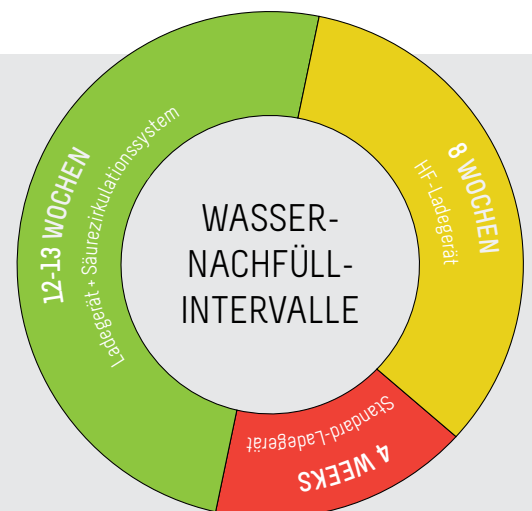 WASSER-
NACHFÜLL-
INTERVALLE
8 WOCHEN
HF-Ladegerät
4 WEEKS
Standard-Ladegerät
12-13 WOCHEN
Ladegerät + Säurezirkulationssystem